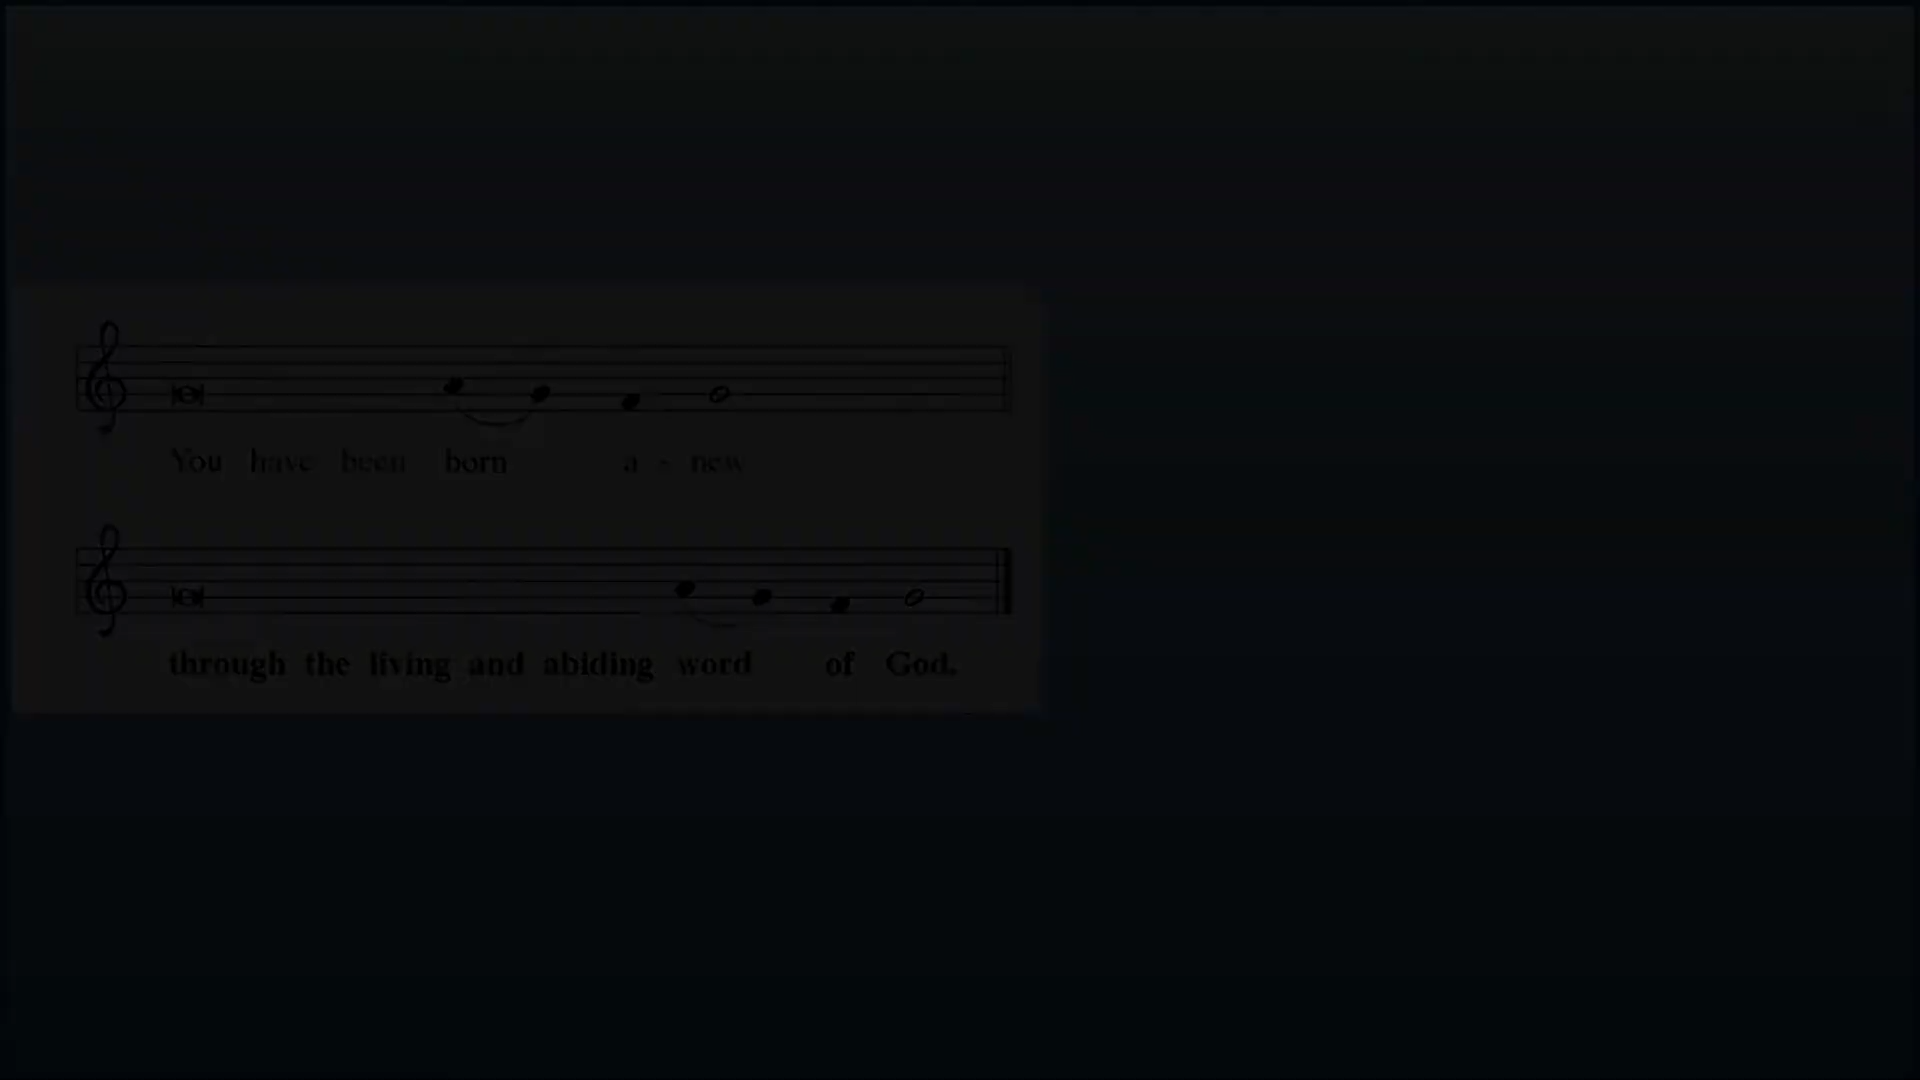 You have been born a - new
through the living and abiding word of God.